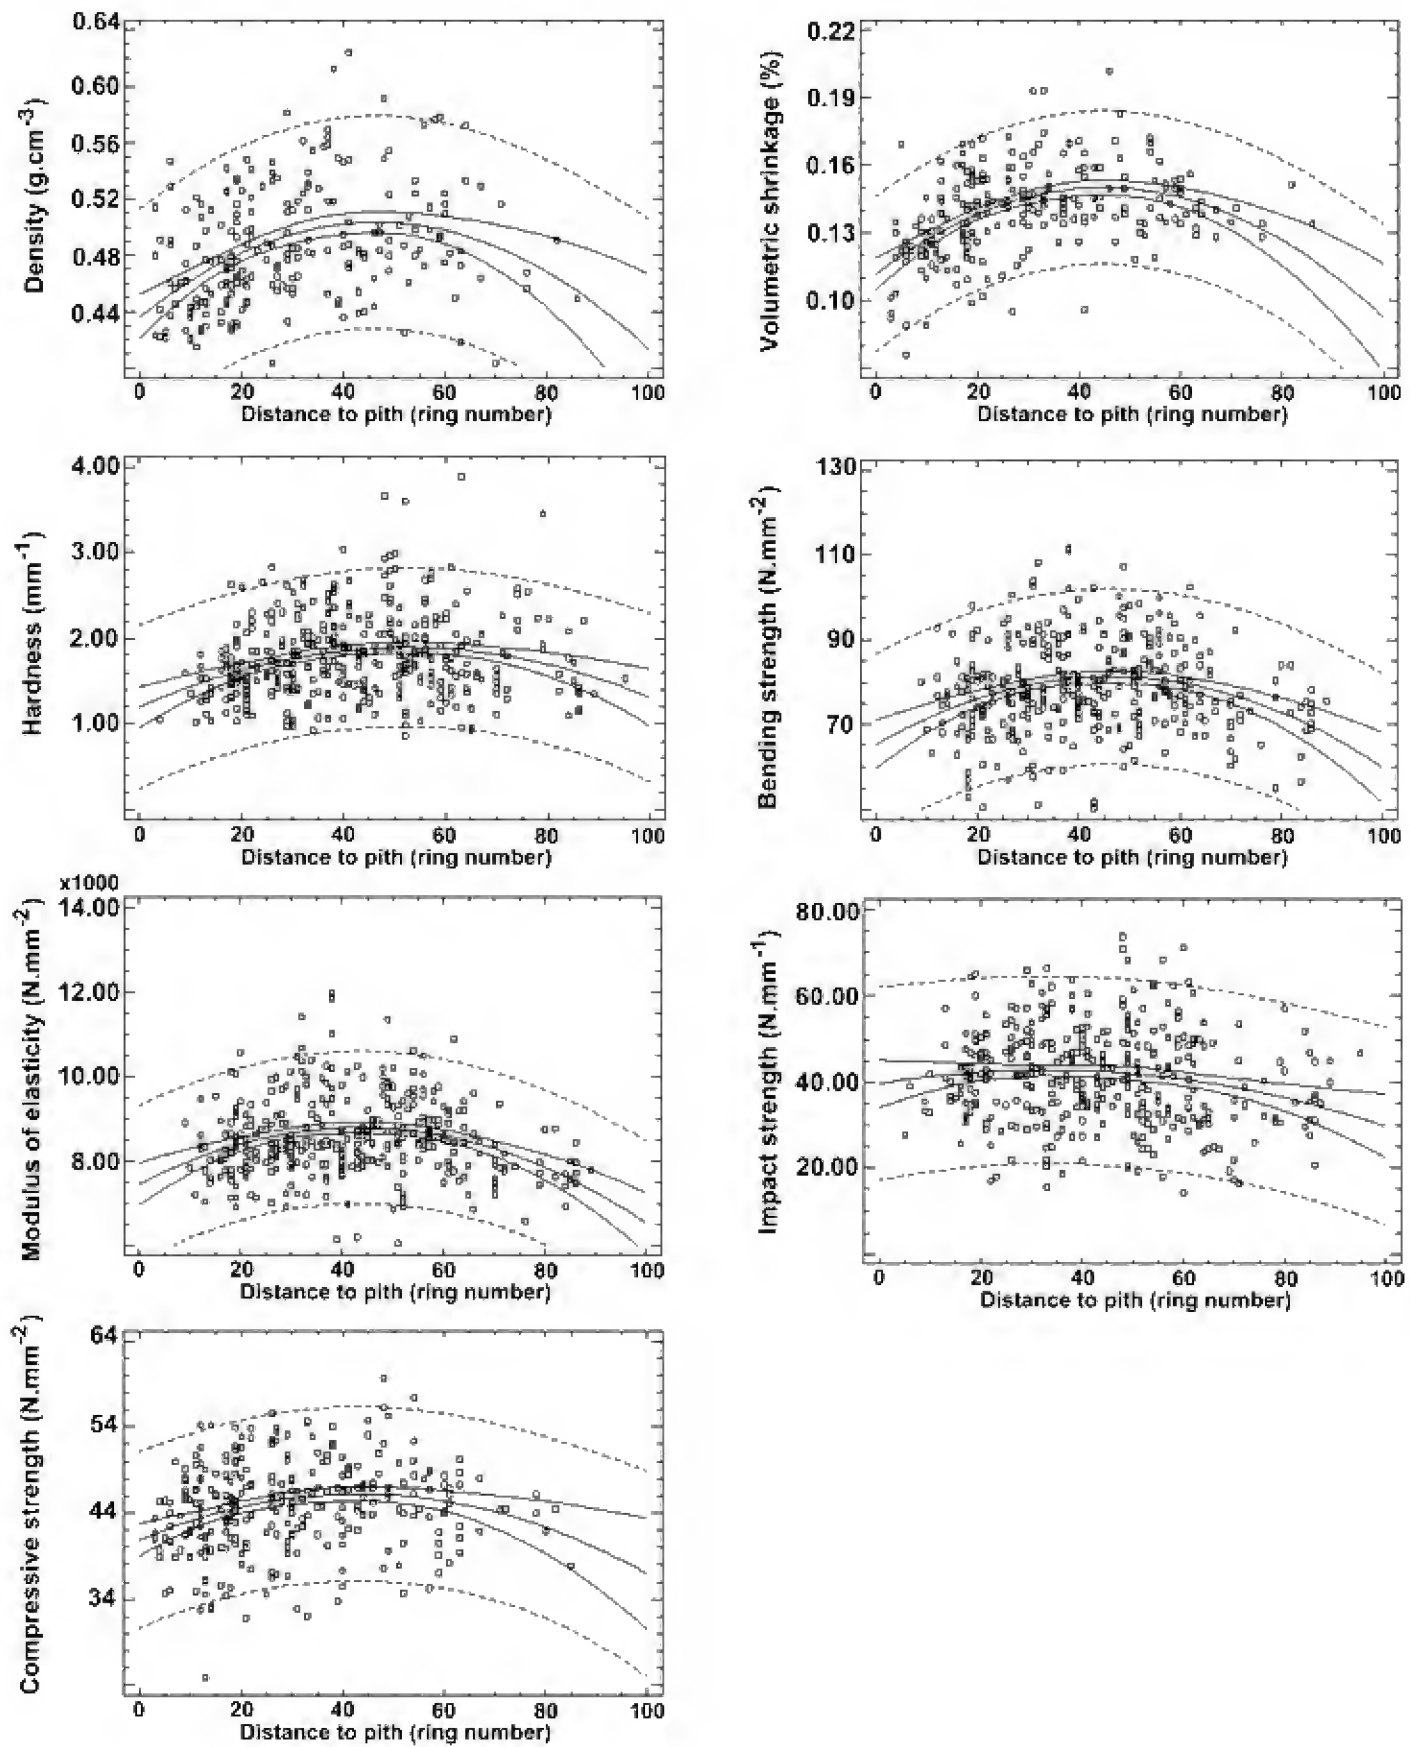 Density (g.cm-3)
0.64
0.60
0.56
0.52
0.48
0.44
0 20 40 60 80 100
Distance to pith (ring number)
Volumetric shrinkage (%)
0.22
0.19
0.16
0.13
0.10
0 20 40 60 80 100
Distance to pith (ring number)
Hardness (mm-1)
4.00
3.00
2.00
1.00
0 20 40 60 80 100
Distance to pith (ring number)
Bending strength (N.mm-2)
130
110
90
70
0 20 40 60 80 100
Distance to pith (ring number)
Modulus of elasticity (N.mm-2)
x1000
14.00
12.00
10.00
8.00
0 20 40 60 80 100
Distance to pith (ring number)
Impact strength (N.mm-1)
80.00
60.00
40.00
20.00
0 20 40 60 80 100
Distance to pith (ring number)
Compressive strength (N.mm-2)
64
54
44
34
0 20 40 60 80 100
Distance to pith (ring number)